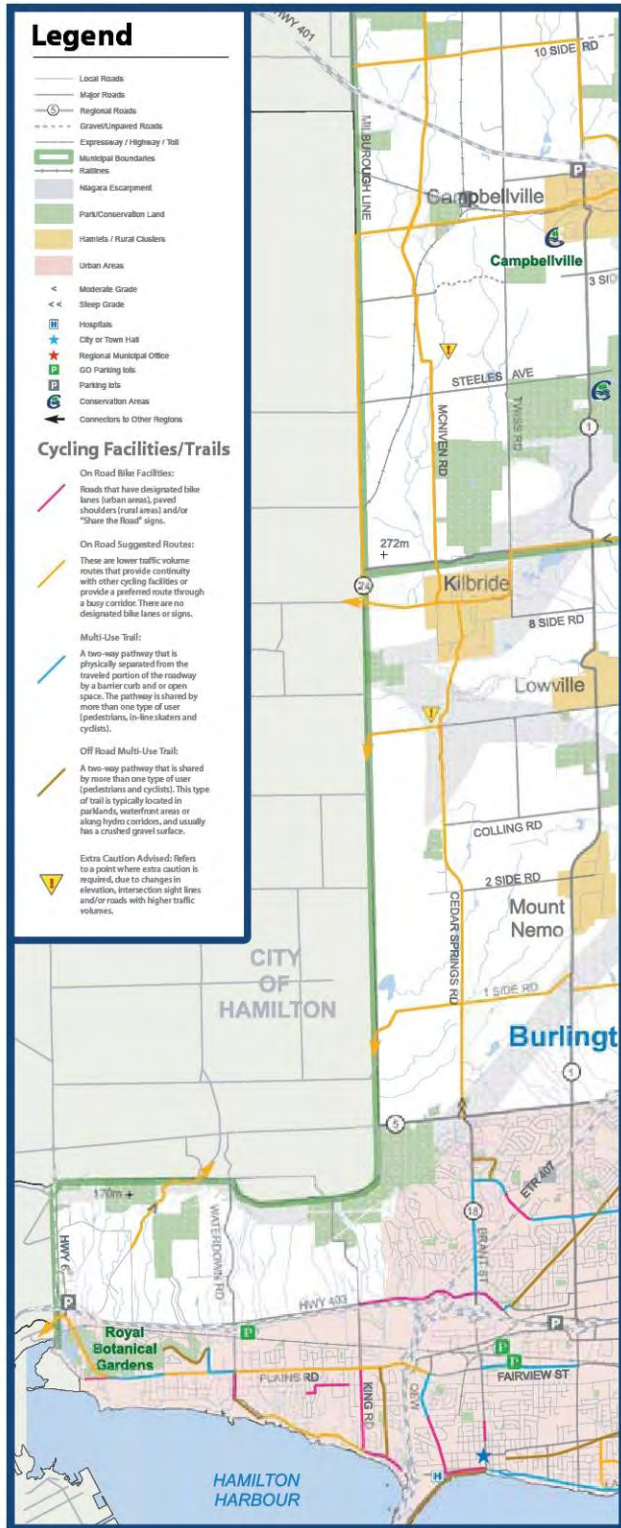 Legend
Local Roads
Major Roads
5 Regional Roads
Gravel/Unpaved Roads
Expressway / Highway / Toll
Municipal Boundaries
Raillines
Niagara Escarpment
Park/Conservation Land
Hamlets / Rural Clusters
Urban Areas
< Moderate Grade
<< Steep Grade
H Hospitals
City or Town Hall
Regional Municipal Office
P GO Parking lots
P Parking lots
Conservation Areas
Connectors to Other Regions
Cycling Facilities/Trails
On Road Bike Facilities:
Roads that have designated bike
lanes (urban areas), paved
shoulders (rural areas) and/or
"Share the Road" signs.
On Road Suggested Routes:
These are lower traffic volume
routes that provide continuity
with other cycling facilities or
provide a preferred route through
a busy corridor. There are no
designated bike lanes or signs.
Multi-Use Trail:
A two-way pathway that is
physically separated from the
traveled portion of the roadway
by a barrier curb and or open
space. The pathway is shared by
more than one type of user
(pedestrians, in-line skaters and
cyclists).
Off Road Multi-Use Trail:
A two-way pathway that is shared
by more than one type of user
(pedestrians and cyclists). This type
of trail is typically located in
parklands, waterfront areas or
along hydro corridors, and usually
has a crushed gravel surface.
! Extra Caution Advised: Refers
to a point where extra caution is
required, due to changes in
elevation, intersection sight lines
and/or roads with higher traffic
volumes.
HWY 401
10 SIDE RD
MILBOROUGH LINE
P
Campbellville
Campbellville
3 SID
!
STEELES AVE
TWISS RD
MCNIVEN RD
1
272m
24
Kilbride
8 SIDE RD
Lowville
!
COLLING RD
2 SIDE RD
Mount
Nemo
CEDAR SPRINGS RD
CITY
OF
HAMILTON
1 SIDE RD
Burlingt
1
5
170m
ETR 407
WATERDOWN RD
18
BRANT ST
HWY 6
HWY 403
P
P
P
Royal
Botanical
Gardens
P
P
PLAINS RD
FAIRVIEW ST
KING RD
QEW
H
HAMILTON
HARBOUR